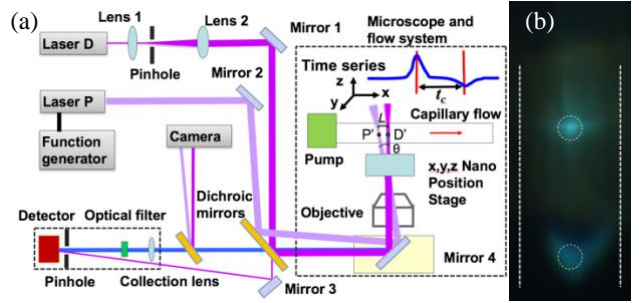 (a)
Lens 1
Lens 2
Mirror 1
Laser D
Pinhole
Mirror 2
Laser P
Function
generator
Camera
Dichroic
mirrors
Detector
Optical filter
Pinhole
Collection lens
Mirror 3
Microscope and
flow system
Time series
z
x
y
t_c
L
Capillary flow
P'
D'
θ
Pump
x,y,z Nano
Position
Stage
Objective
Mirror 4
(b)